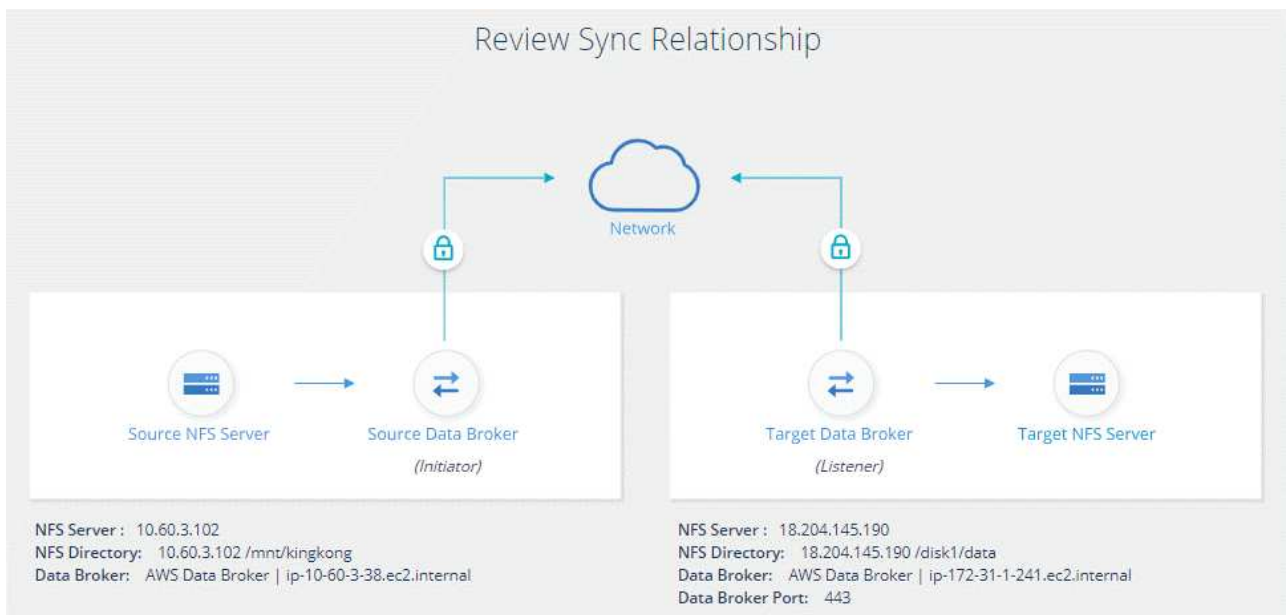 Review Sync Relationship
Network
Source NFS Server
Source Data Broker
(Initiator)
Target Data Broker
(Listener)
Target NFS Server
NFS Server : 10.60.3.102
NFS Directory: 10.60.3.102 /mnt/kingkong
Data Broker: AWS Data Broker | ip-10-60-3-38.ec2.internal
NFS Server : 18.204.145.190
NFS Directory: 18.204.145.190 /disk1/data
Data Broker: AWS Data Broker | ip-172-31-1-241.ec2.internal
Data Broker Port: 443